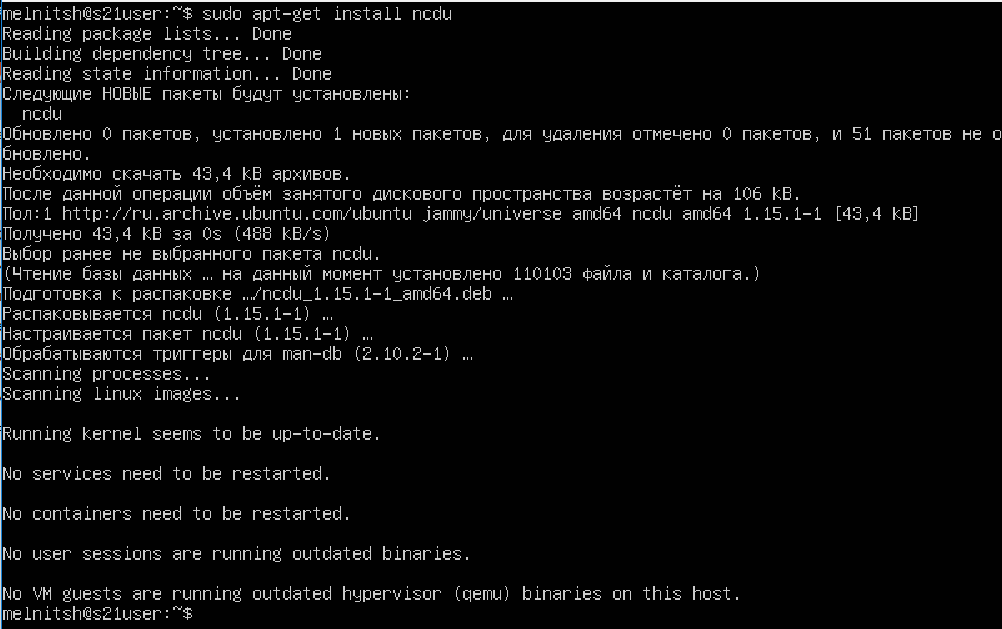 melnitsh@s21user:~$ sudo apt-get install ncdu
Reading package lists... Done
Building dependency tree... Done
Reading state information... Done
Следующие НОВЫЕ пакеты будут установлены:
  ncdu
Обновлено 0 пакетов, установлено 1 новых пакетов, для удаления отмечено 0 пакетов, и 51 пакетов не о
бновлено.
Необходимо скачать 43,4 kB архивов.
После данной операции объём занятого дискового пространства возрастёт на 106 kB.
Пол:1 http://ru.archive.ubuntu.com/ubuntu jammy/universe amd64 ncdu amd64 1.15.1-1 [43,4 kB]
Получено 43,4 kB за 0s (488 kB/s)
Выбор ранее не выбранного пакета ncdu.
(Чтение базы данных … на данный момент установлено 110103 файла и каталога.)
Подготовка к распаковке …/ncdu_1.15.1-1_amd64.deb …
Распаковывается ncdu (1.15.1-1) …
Настраивается пакет ncdu (1.15.1-1) …
Обрабатываются триггеры для man-db (2.10.2-1) …
Scanning processes...
Scanning linux images...
Running kernel seems to be up-to-date.
No services need to be restarted.
No containers need to be restarted.
No user sessions are running outdated binaries.
No VM guests are running outdated hypervisor (qemu) binaries on this host.
melnitsh@s21user:~$